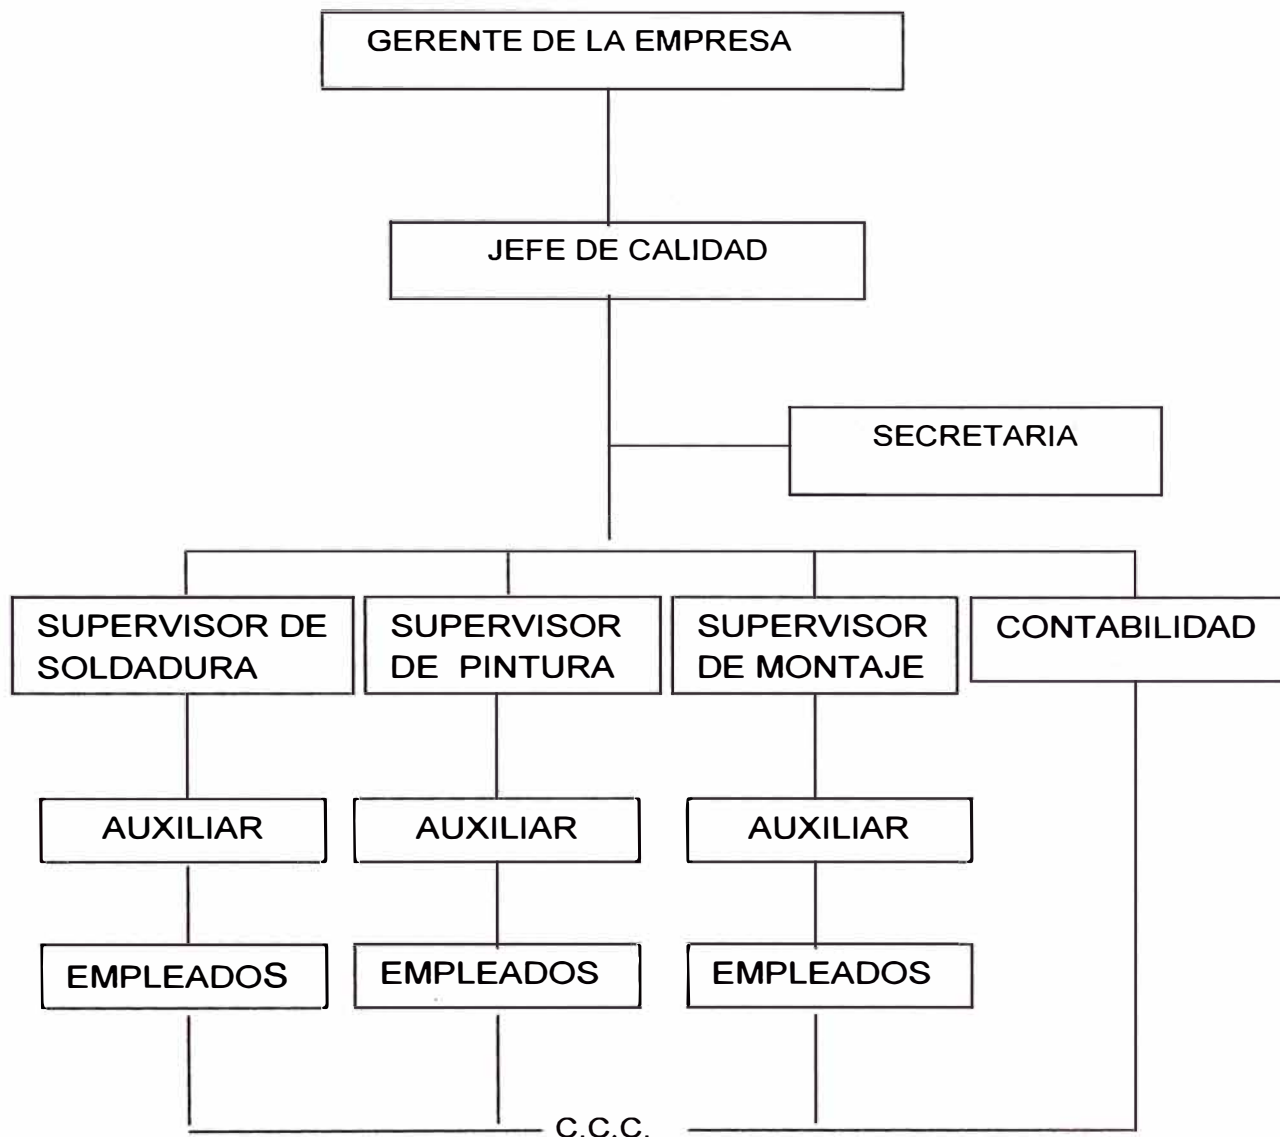 GERENTE DE LA EMPRESA
JEFE DE CALIDAD
SECRETARIA
SUPERVISOR DE
SOLDADURA
SUPERVISOR
DE PINTURA
SUPERVISOR
DE MONTAJE
CONTABILIDAD
AUXILIAR
AUXILIAR
AUXILIAR
EMPLEADOS
EMPLEADOS
EMPLEADOS
C.C.C.